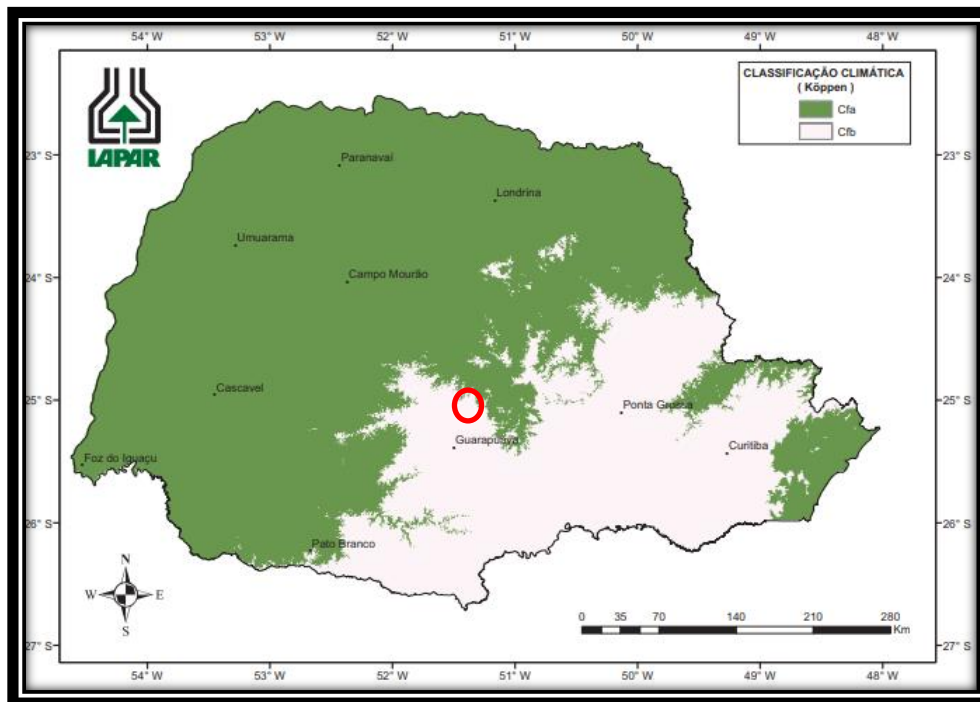 54° W 53° W 52° W 51° W 50° W 49° W 48° W
CLASSIFICAÇÃO CLIMÁTICA
( Köppen )
Cfa
Cfb
IAPAR
23° S 23° S
Paranavaí
Londrina
Umuarama
24° S 24° S
Campo Mourão
Cascavel
25° S 25° S
Ponta Grossa
Guarapuava
Curitiba
Foz do Iguaçu
26° S 26° S
Pato Branco
N
W E
S
0 35 70 140 210 280
Km
27° S 27° S
54° W 53° W 52° W 51° W 50° W 49° W 48° W